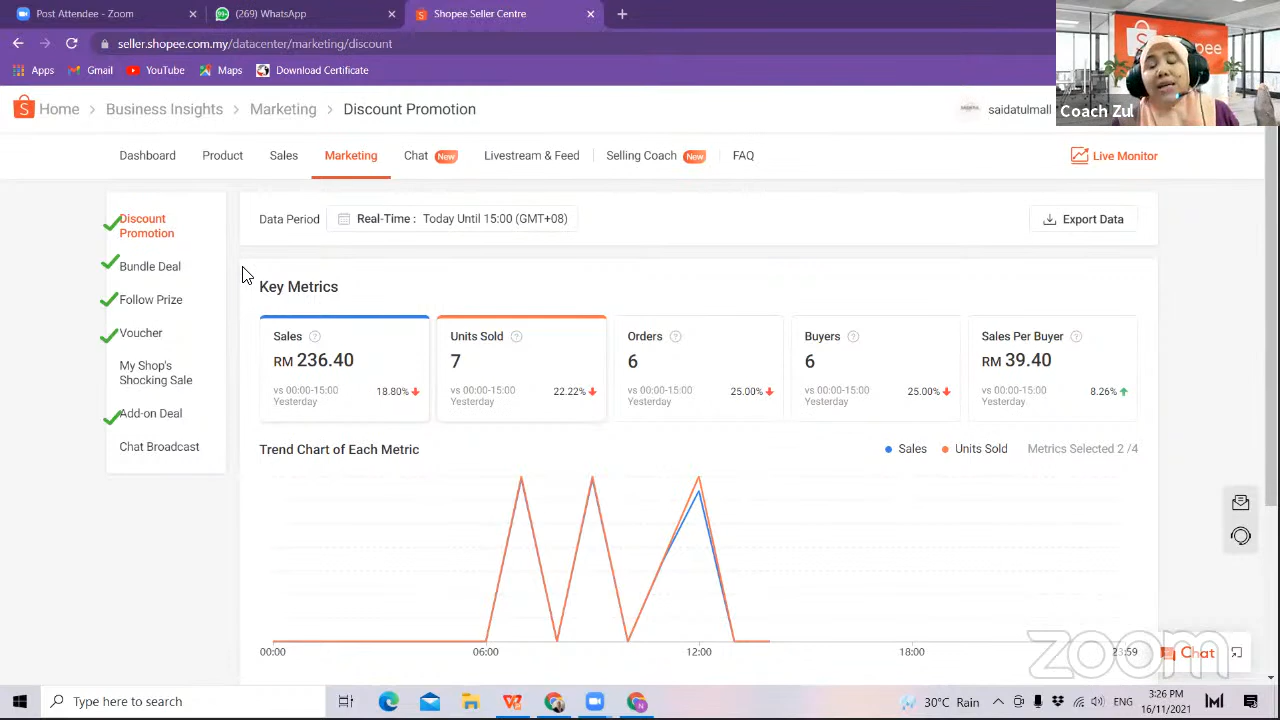 Post Attendee - Zoom
(269) WhatsApp
Shopee Seller Centre
seller.shopee.com.my/datacenter/marketing/discount
Apps
Gmail
YouTube
Maps
Download Certificate
Shopee
Coach Zul
Home > Business Insights > Marketing > Discount Promotion
saidatulmall
Dashboard
Product
Sales
Marketing
Chat New
Livestream & Feed
Selling Coach New
FAQ
Live Monitor
Discount
Promotion
Bundle Deal
Follow Prize
Voucher
My Shop's
Shocking Sale
Add-on Deal
Chat Broadcast
Data Period
Real-Time : Today Until 15:00 (GMT+08)
Export Data
Key Metrics
Sales
RM 236.40
vs 00:00-15:00
Yesterday
18.80%
Units Sold
7
vs 00:00-15:00
Yesterday
22.22%
Orders
6
vs 00:00-15:00
Yesterday
25.00%
Buyers
6
vs 00:00-15:00
Yesterday
25.00%
Sales Per Buyer
RM 39.40
vs 00:00-15:00
Yesterday
8.26%
Trend Chart of Each Metric
Sales
Units Sold
Metrics Selected 2 /4
00:00
06:00
12:00
18:00
23:59
Chat
zoom
Type here to search
30°C Rain
3:26 PM
16/11/2021